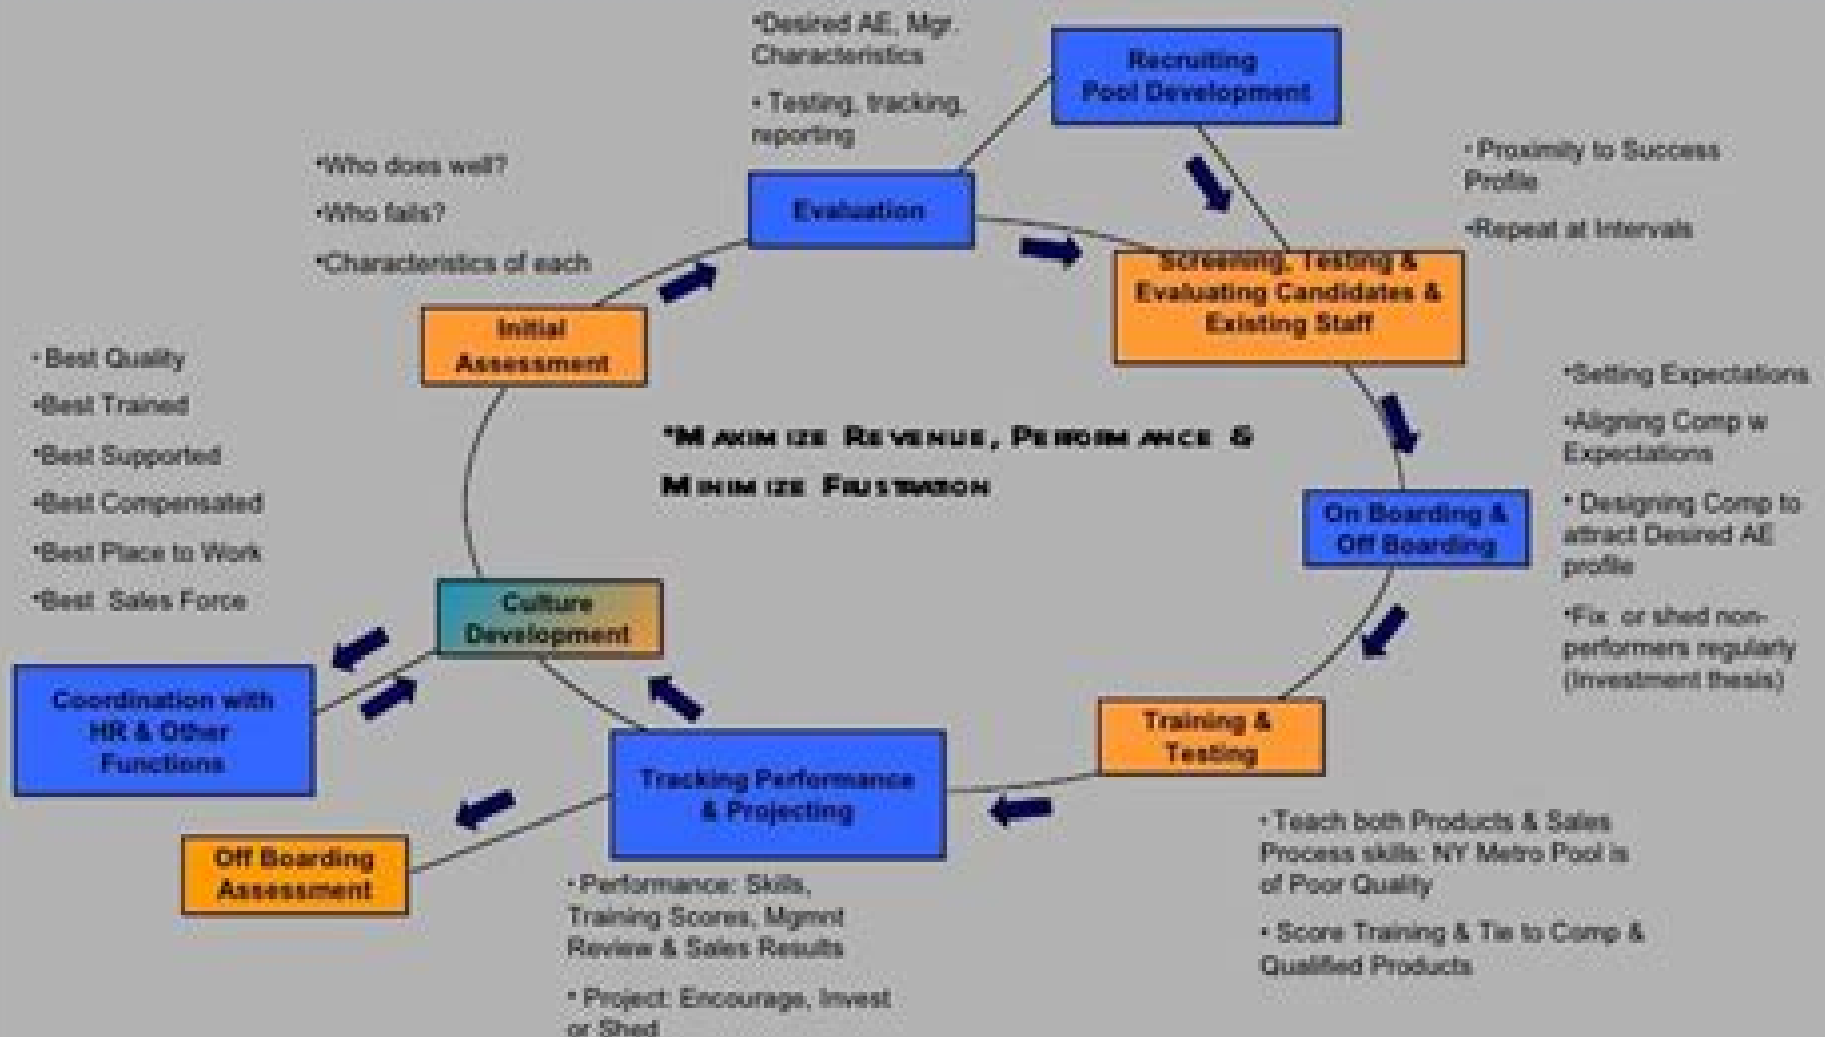 •Desired AE, Mgr.
Characteristics
• Testing, tracking,
reporting
Recruiting
Pool Development
•Who does well?
•Who fails?
•Characteristics of each
Evaluation
• Proximity to Success
Profile
•Repeat at Intervals
Initial
Assessment
Screening, Testing &
Evaluating Candidates &
Existing Staff
• Best Quality
•Best Trained
•Best Supported
•Best Compensated
•Best Place to Work
•Best Sales Force
•Maximize Revenue, Performance &
Minimize Frustration
•Setting Expectations
•Aligning Comp w
Expectations
• Designing Comp to
attract Desired AE
profile
•Fix or shed non-
performers regularly
(Investment thesis)
On Boarding &
Off Boarding
Culture
Development
Coordination with
HR & Other
Functions
Training &
Testing
Tracking Performance
& Projecting
Off Boarding
Assessment
• Teach both Products & Sales
Process skills: NY Metro Pool is
of Poor Quality
• Score Training & Tie to Comp &
Qualified Products
• Performance: Skills,
Training Scores, Mgmnt
Review & Sales Results
• Project: Encourage, Invest
or Shed